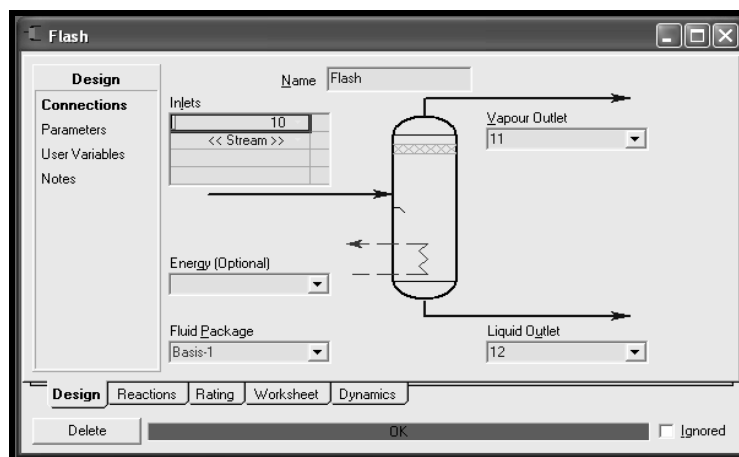 Flash
Design
Connections
Parameters
User Variables
Notes
Name Flash
Inlets
10
<< Stream >>
Energy (Optional)
Fluid Package
Basis-1
Vapour Outlet
11
Liquid Outlet
12
Design Reactions Rating Worksheet Dynamics
Delete OK Ignored